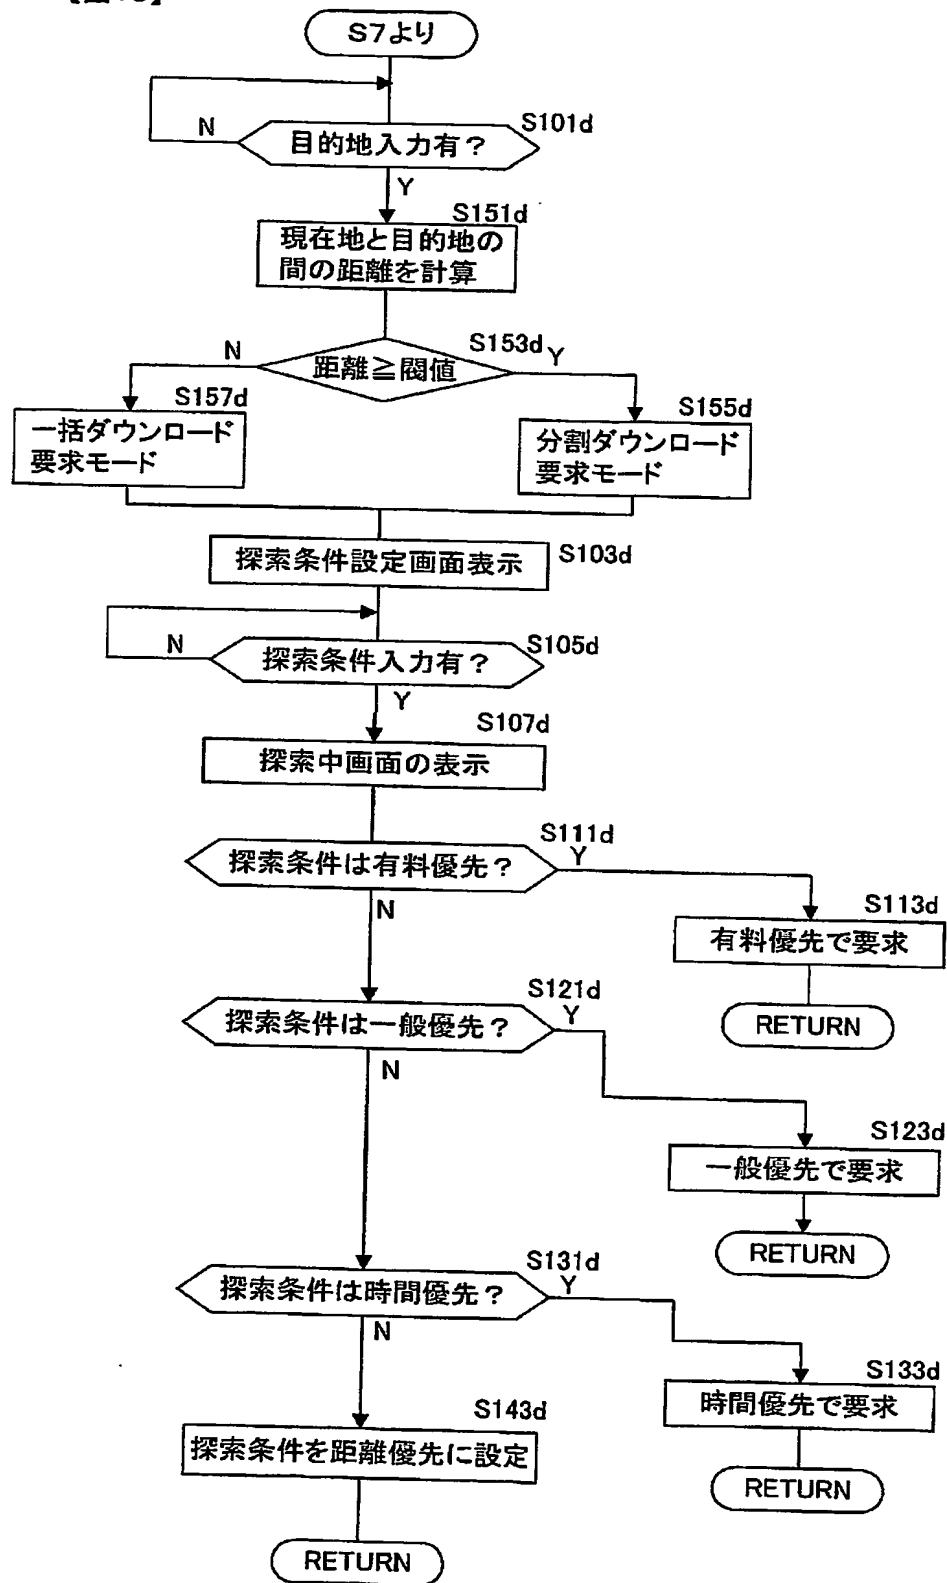 S7より
N
目的地入力有？
S101d
Y
S151d
現在地と目的地の
間の距離を計算
N
距離≧閾値
S153d
Y
S157d
一括ダウンロード
要求モード
S155d
分割ダウンロード
要求モード
探索条件設定画面表示
S103d
N
探索条件入力有？
S105d
Y
S107d
探索中画面の表示
探索条件は有料優先？
S111d
Y
N
S113d
有料優先で要求
RETURN
探索条件は一般優先？
S121d
Y
N
S123d
一般優先で要求
RETURN
探索条件は時間優先？
S131d
Y
N
S133d
時間優先で要求
RETURN
S143d
探索条件を距離優先に設定
RETURN